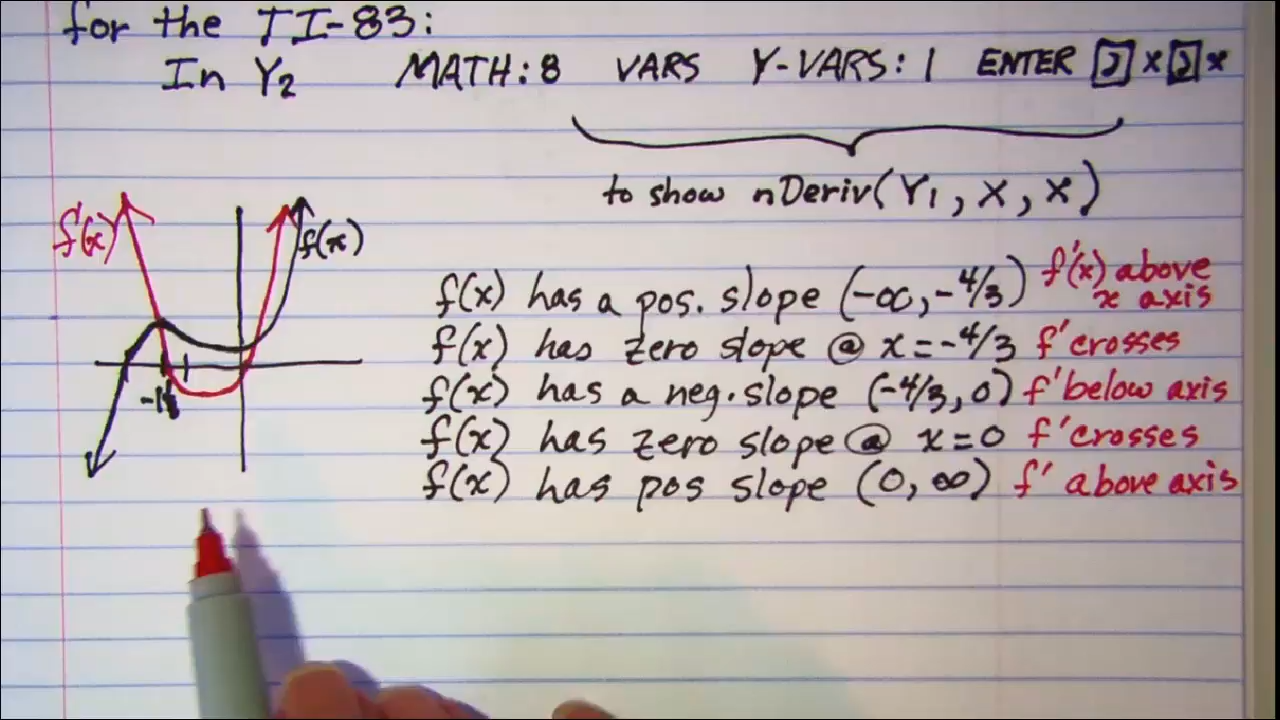 for the TI-83:
In Y₂ MATH:8 VARS Y-VARS:1 ENTER , x , x
to show nDeriv(Y₁, X, X)
f'(x)
f(x)
f(x) has a pos. slope (-∞, -4/3) f'(x) above x axis
f(x) has zero slope @ x=-4/3 f' crosses
f(x) has a neg. slope (-4/3, 0) f' below axis
f(x) has zero slope @ x=0 f' crosses
f(x) has pos slope (0, ∞) f' above axis